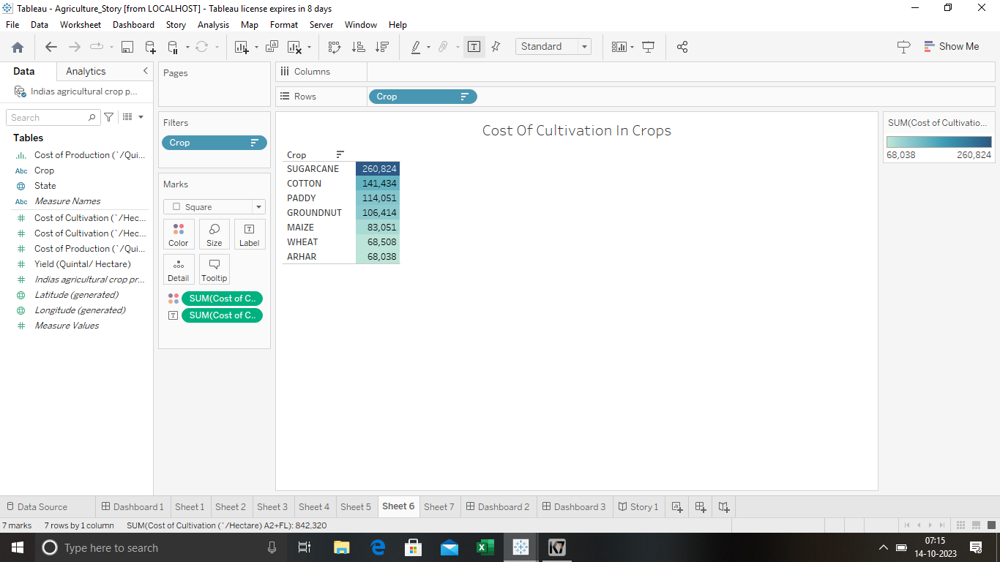 Tableau - Agriculture_Story [from LOCALHOST] - Tableau license expires in 8 days
File Data Worksheet Dashboard Story Analysis Map Format Server Window Help
Standard
Show Me
Data Analytics
Indias agricultural crop p...
Search
Tables
Cost of Production (`/Qui...
Abc Crop
State
Abc Measure Names
Cost of Cultivation (`/Hec...
Cost of Cultivation (`/Hec...
Cost of Production (`/Qui...
Yield (Quintal/ Hectare)
Indias agricultural crop pr...
Latitude (generated)
Longitude (generated)
Measure Values
Pages
Filters
Crop
Marks
Square
Color Size Label
Detail Tooltip
SUM(Cost of C..
SUM(Cost of C..
Columns
Rows Crop
Cost Of Cultivation In Crops
Crop
SUGARCANE 260,824
COTTON 141,434
PADDY 114,051
GROUNDNUT 106,414
MAIZE 83,051
WHEAT 68,508
ARHAR 68,038
SUM(Cost of Cultivatio...
68,038 260,824
Data Source Dashboard 1 Sheet 1 Sheet 2 Sheet 3 Sheet 4 Sheet 5 Sheet 6 Sheet 7 Dashboard 2 Dashboard 3 Story 1
7 marks 7 rows by 1 column SUM(Cost of Cultivation (`/Hectare) A2+FL): 842,320
Type here to search
K7
07:15
14-10-2023